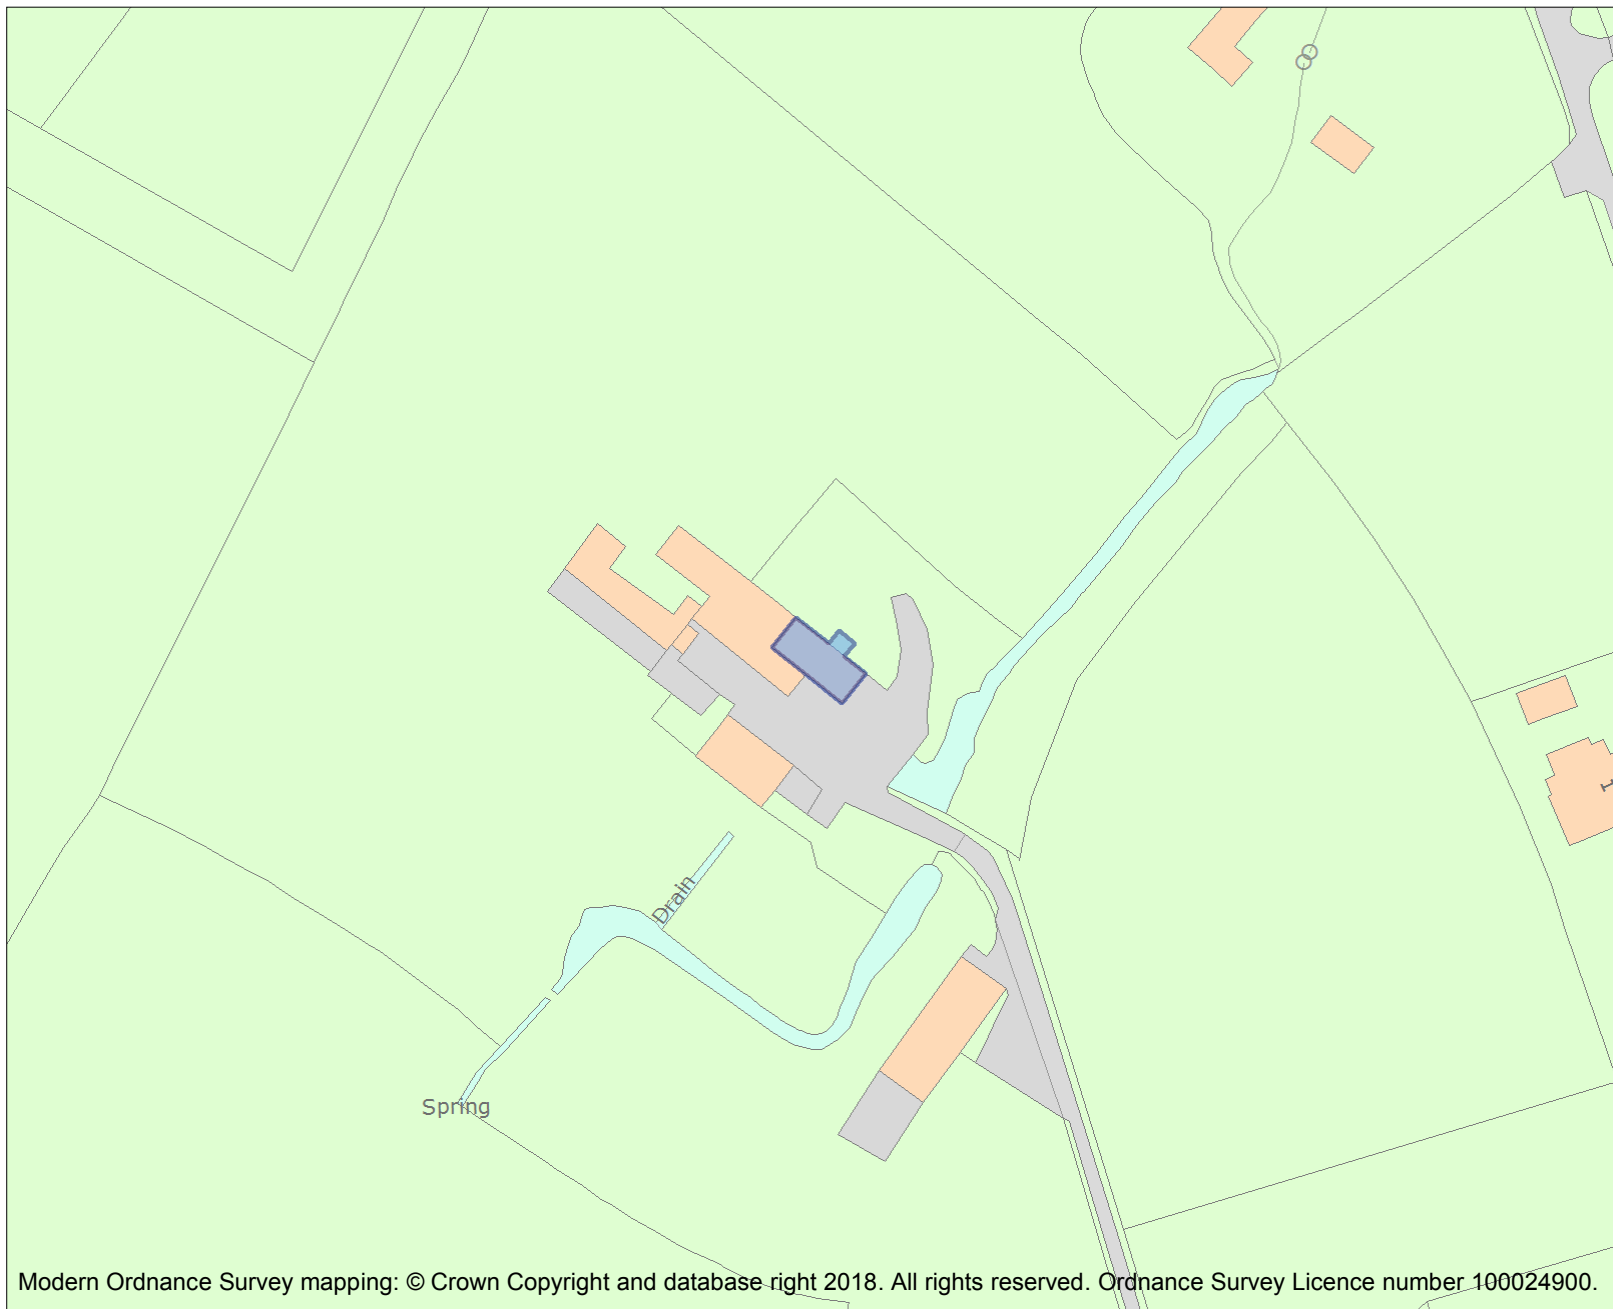 Drain
Spring
1
Modern Ordnance Survey mapping: © Crown Copyright and database right 2018. All rights reserved. Ordnance Survey Licence number 100024900.